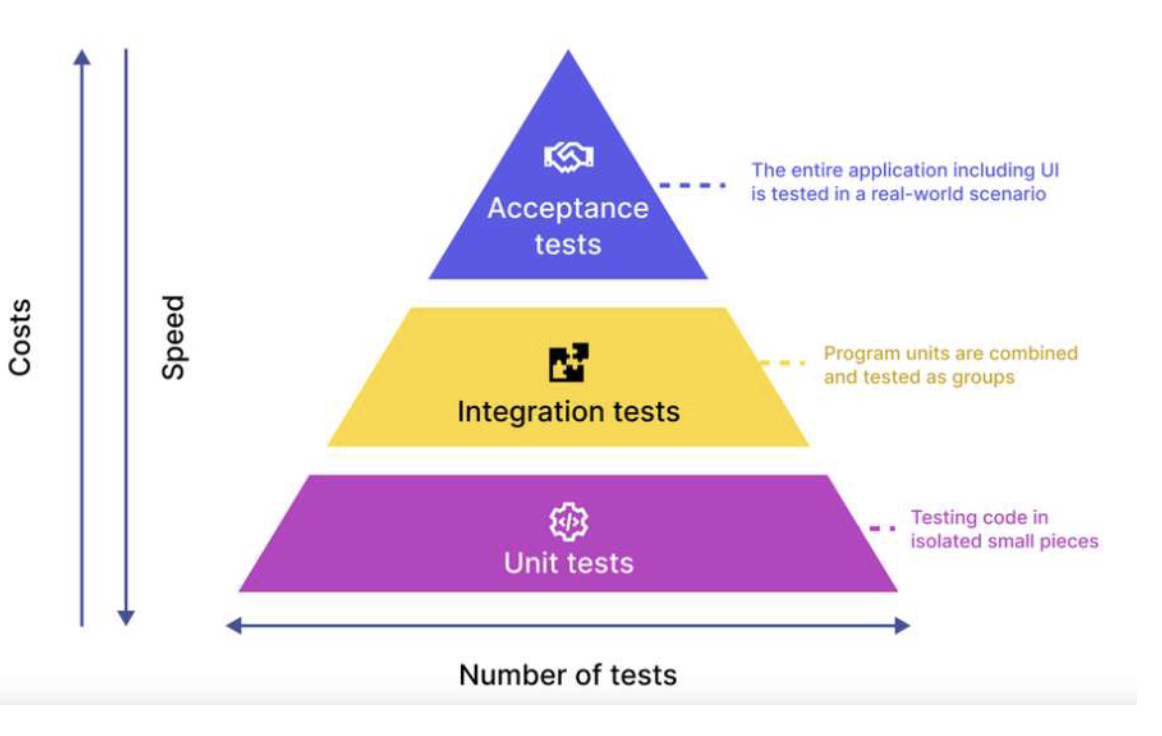 Acceptance
tests
The entire application including UI
is tested in a real-world scenario
Costs
Speed
Integration tests
Program units are combined
and tested as groups
</>
Unit tests
Testing code in
isolated small pieces
Number of tests